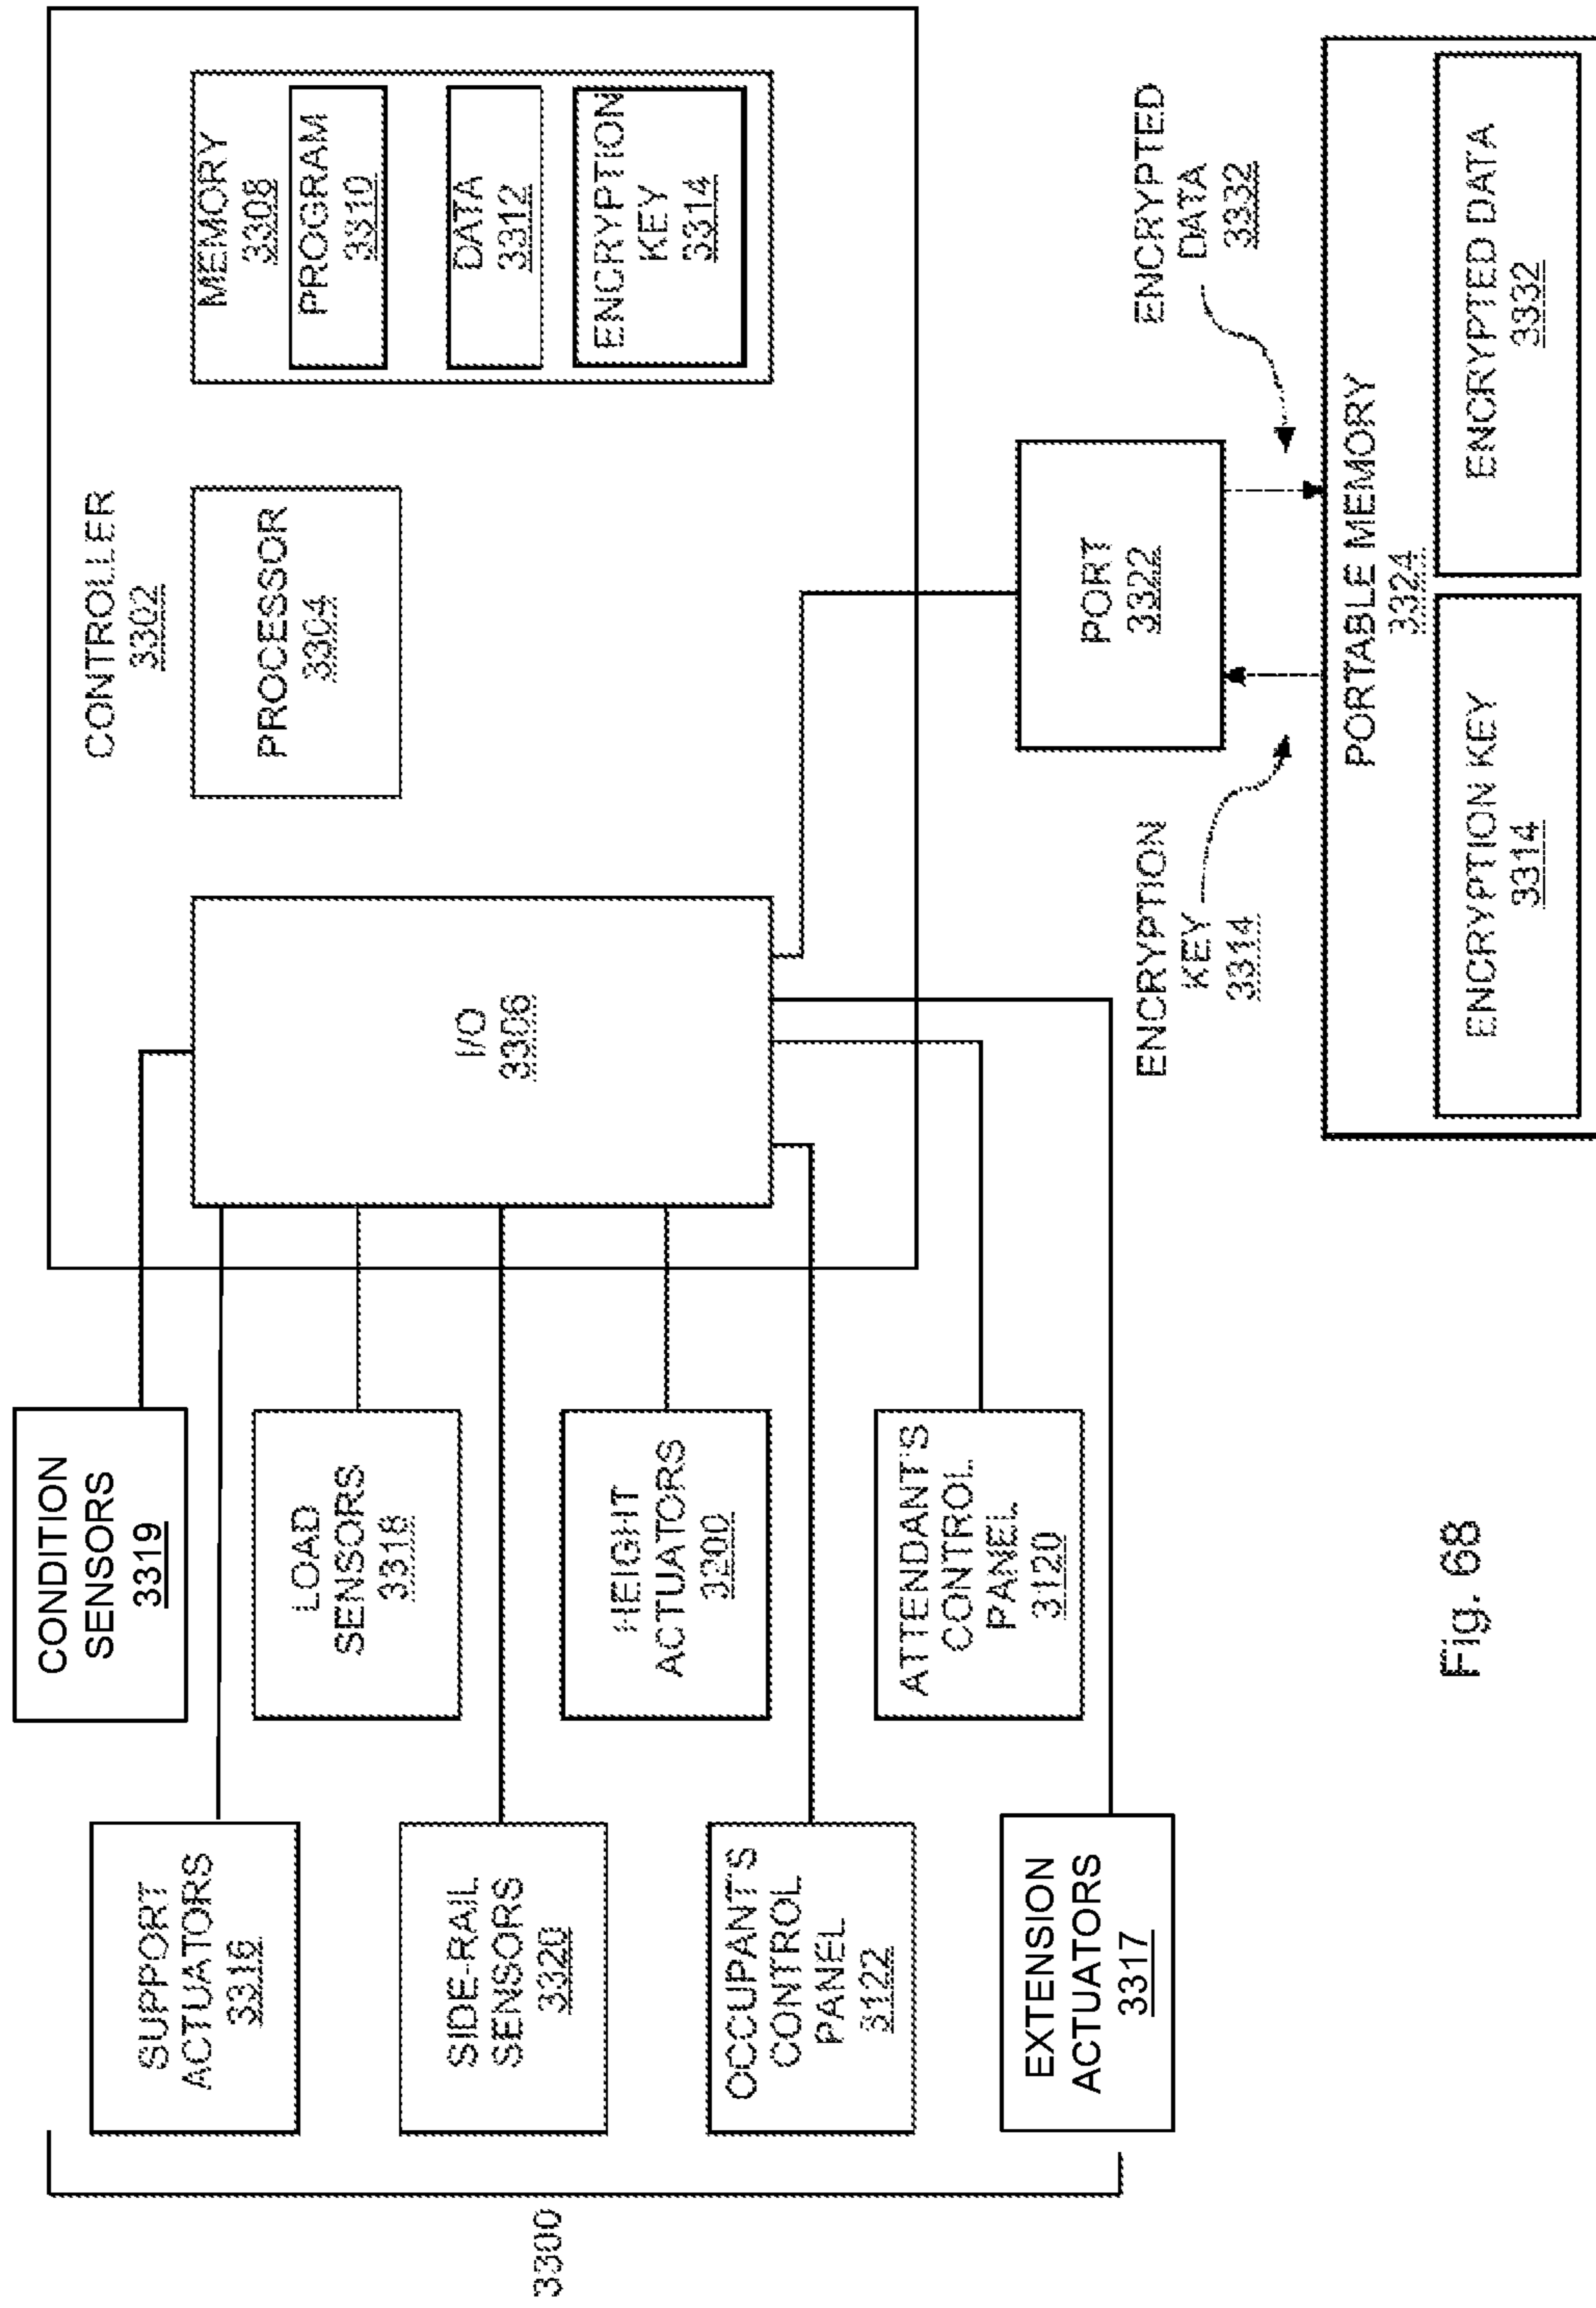 3300
CONDITION
SENSORS
3319
SUPPORT
ACTUATORS
3316
LOAD
SENSORS
3318
SIDE-RAIL
SENSORS
3320
HEIGHT
ACTUATORS
3200
OCCUPANT'S
CONTROL
PANEL
3122
ATTENDANT'S
CONTROL
PANEL
3120
EXTENSION
ACTUATORS
3317
CONTROLLER
3302
I/O
3306
PROCESSOR
3304
MEMORY
3308
PROGRAM
3310
DATA
3312
ENCRYPTION
KEY
3314
PORT
3322
ENCRYPTION
KEY
3314
ENCRYPTED
DATA
3332
PORTABLE MEMORY
3324
ENCRYPTION KEY
3314
ENCRYPTED DATA
3332
Fig. 68